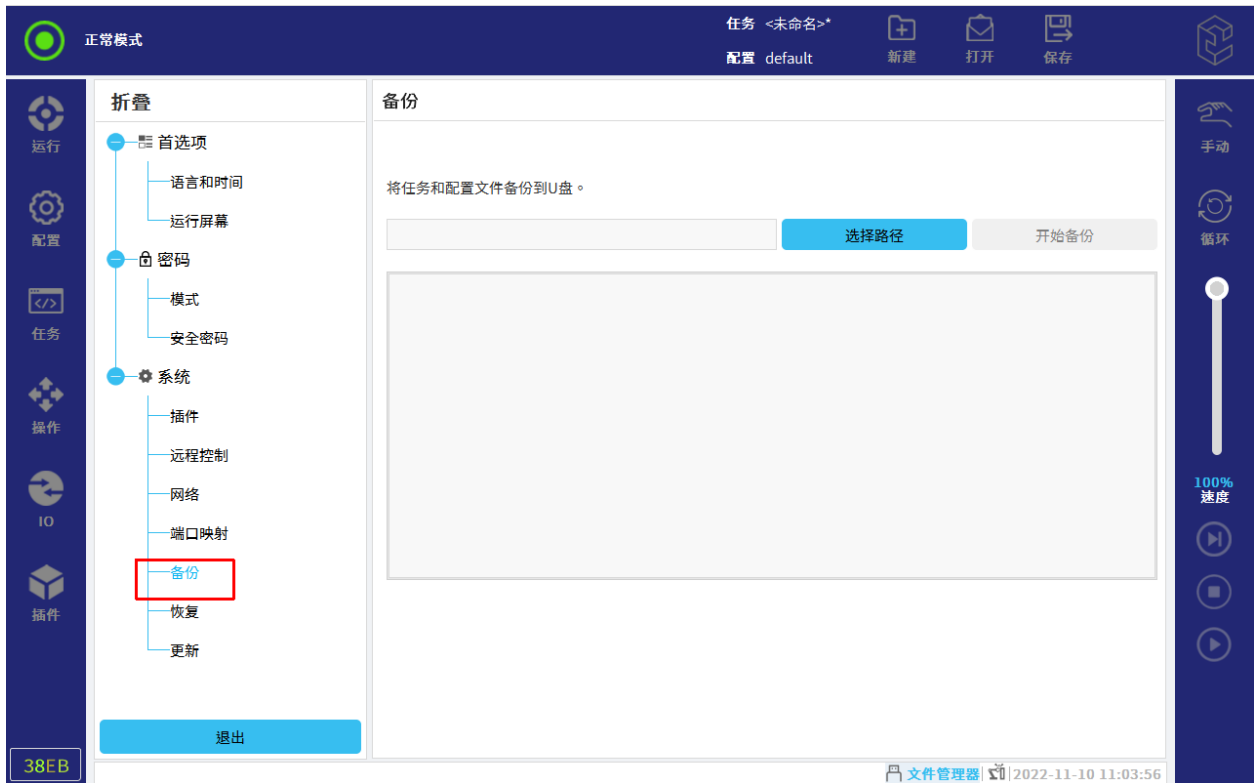 正常模式
任务 <未命名>*
配置 default
新建
打开
保存
运行
配置
任务
操作
IO
插件
38EB
折叠
首选项
语言和时间
运行屏幕
密码
模式
安全密码
系统
插件
远程控制
网络
端口映射
备份
恢复
更新
退出
备份
将任务和配置文件备份到U盘。
选择路径 开始备份
手动
循环
100%
速度
文件管理器 2022-11-10 11:03:56